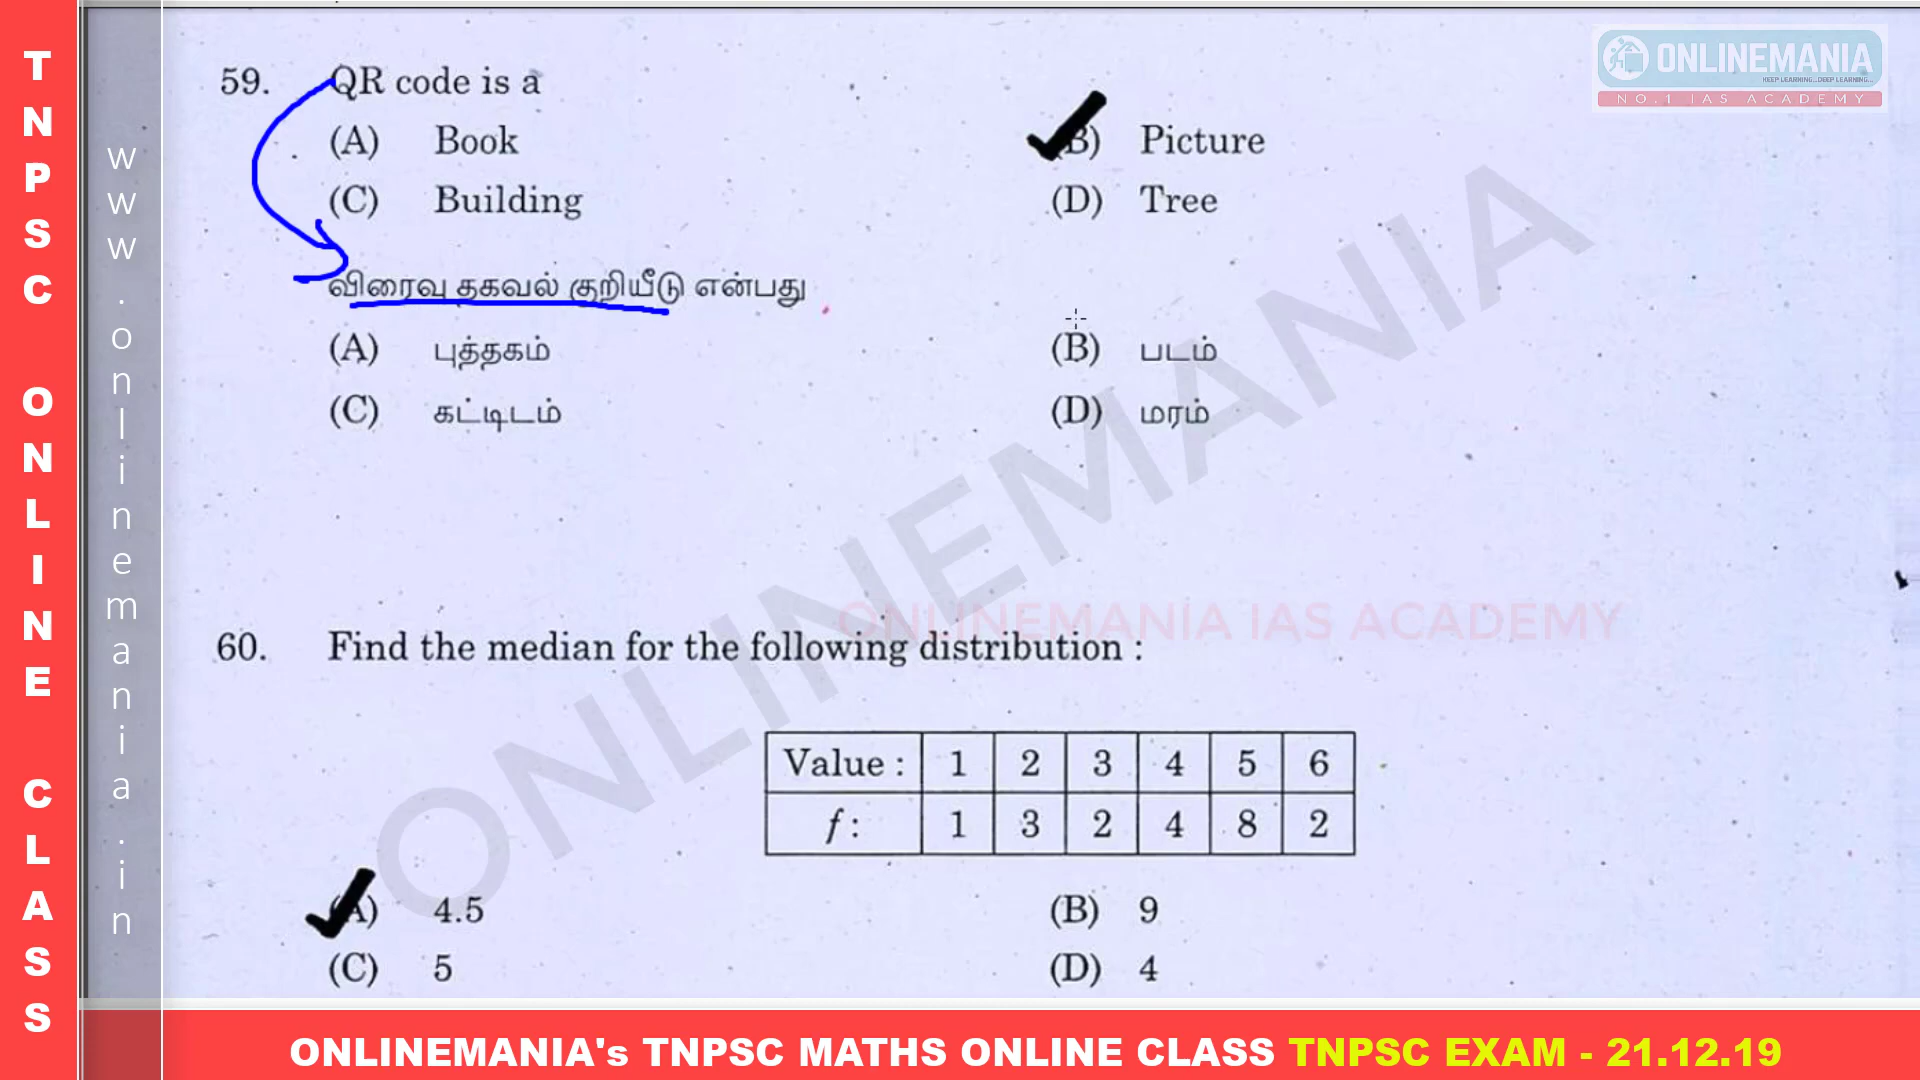 TNPSC ONLINE CLASS
www.onlinemania.in
ONLINEMANIA
KEEP LEARNING...DEEP LEARNING...
NO.1 IAS ACADEMY
59. QR code is a
(A) Book (B) Picture
(C) Building (D) Tree
விரைவு தகவல் குறியீடு என்பது
(A) புத்தகம் (B) படம்
(C) கட்டிடம் (D) மரம்
ONLINEMANIA
ONLINEMANIA IAS ACADEMY
60. Find the median for the following distribution :
Value : 1 2 3 4 5 6
f : 1 3 2 4 8 2
(A) 4.5 (B) 9
(C) 5 (D) 4
ONLINEMANIA's TNPSC MATHS ONLINE CLASS TNPSC EXAM - 21.12.19